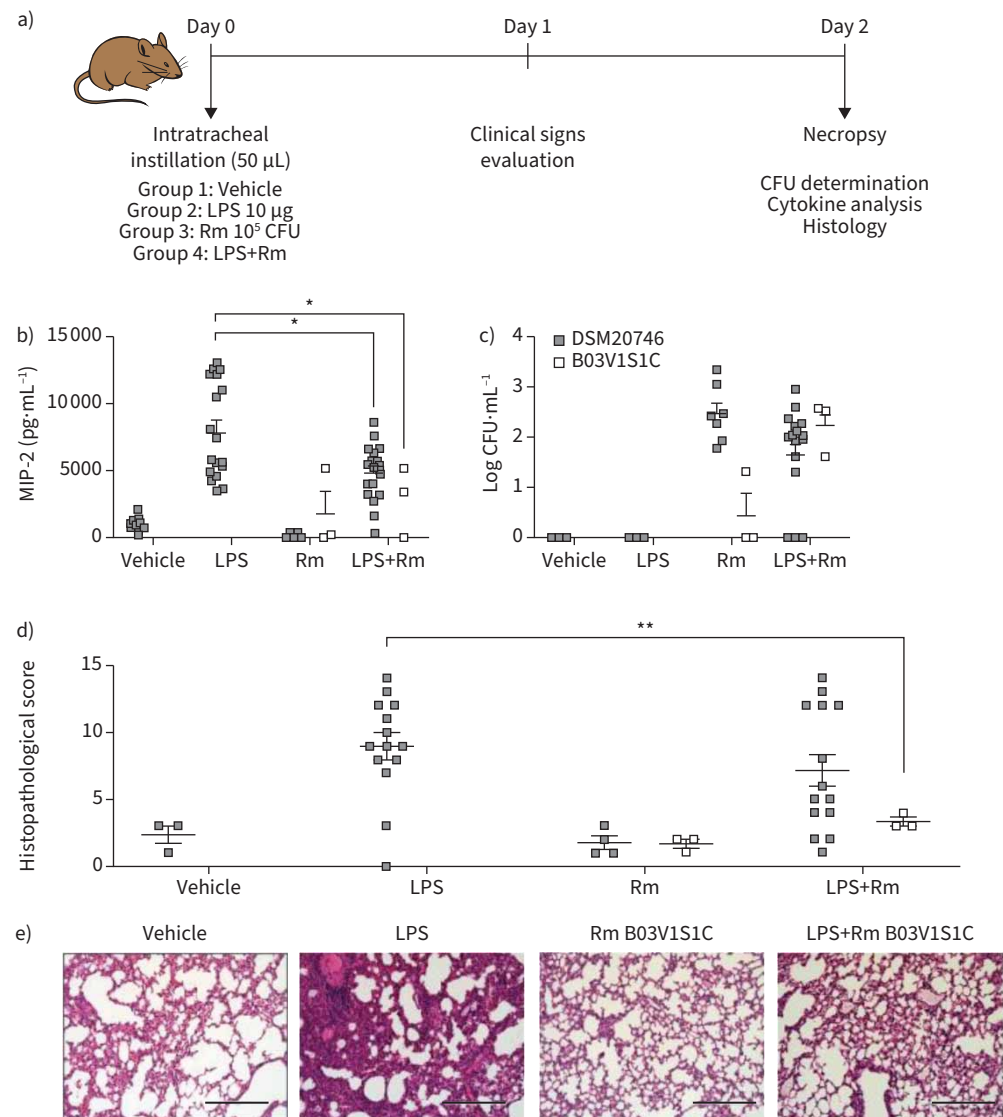 a)
Day 0
Day 1
Day 2
Intratracheal
instillation (50 µL)
Group 1: Vehicle
Group 2: LPS 10 µg
Group 3: Rm 10⁵ CFU
Group 4: LPS+Rm
Clinical signs
evaluation
Necropsy
CFU determination
Cytokine analysis
Histology
b)
MIP-2 (pg·mL⁻¹)
15 000
10 000
5000
0
*
*
Vehicle
LPS
Rm
LPS+Rm
c)
Log CFU·mL⁻¹
4
3
2
1
0
DSM20746
B03V1S1C
Vehicle
LPS
Rm
LPS+Rm
d)
Histopathological score
15
10
5
0
**
Vehicle
LPS
Rm
LPS+Rm
e)
Vehicle
LPS
Rm B03V1S1C
LPS+Rm B03V1S1C